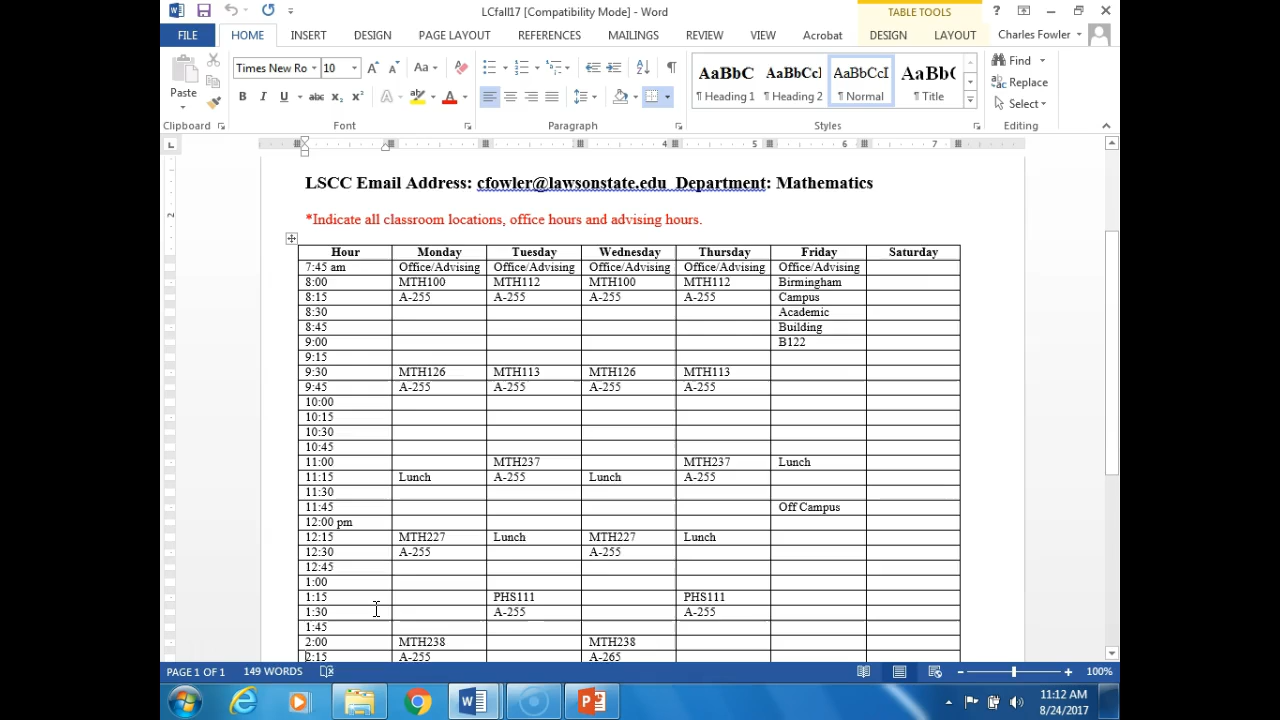 LCfall17 [Compatibility Mode] - Word
TABLE TOOLS
FILE HOME INSERT DESIGN PAGE LAYOUT REFERENCES MAILINGS REVIEW VIEW Acrobat DESIGN LAYOUT Charles Fowler
Paste
Times New Ro 10
AaBbC AaBbCcI AaBbCcI AaBb(
¶ Heading 1 ¶ Heading 2 ¶ Normal ¶ Title
Find
Replace
Select
Clipboard Font Paragraph Styles Editing
4 5 6 7
LSCC Email Address: cfowler@lawsonstate.edu Department: Mathematics
*Indicate all classroom locations, office hours and advising hours.
Hour Monday Tuesday Wednesday Thursday Friday Saturday
7:45 am Office/Advising Office/Advising Office/Advising Office/Advising Office/Advising
8:00 MTH100 MTH112 MTH100 MTH112 Birmingham
8:15 A-255 A-255 A-255 A-255 Campus
8:30 Academic
8:45 Building
9:00 B122
9:15
9:30 MTH126 MTH113 MTH126 MTH113
9:45 A-255 A-255 A-255 A-255
10:00
10:15
10:30
10:45
11:00 MTH237 MTH237 Lunch
11:15 Lunch A-255 Lunch A-255
11:30
11:45 Off Campus
12:00 pm
12:15 MTH227 Lunch MTH227 Lunch
12:30 A-255 A-255
12:45
1:00
1:15 PHS111 PHS111
1:30 A-255 A-255
1:45
2:00 MTH238 MTH238
2:15 A-255 A-265
PAGE 1 OF 1 149 WORDS 100%
11:12 AM
8/24/2017